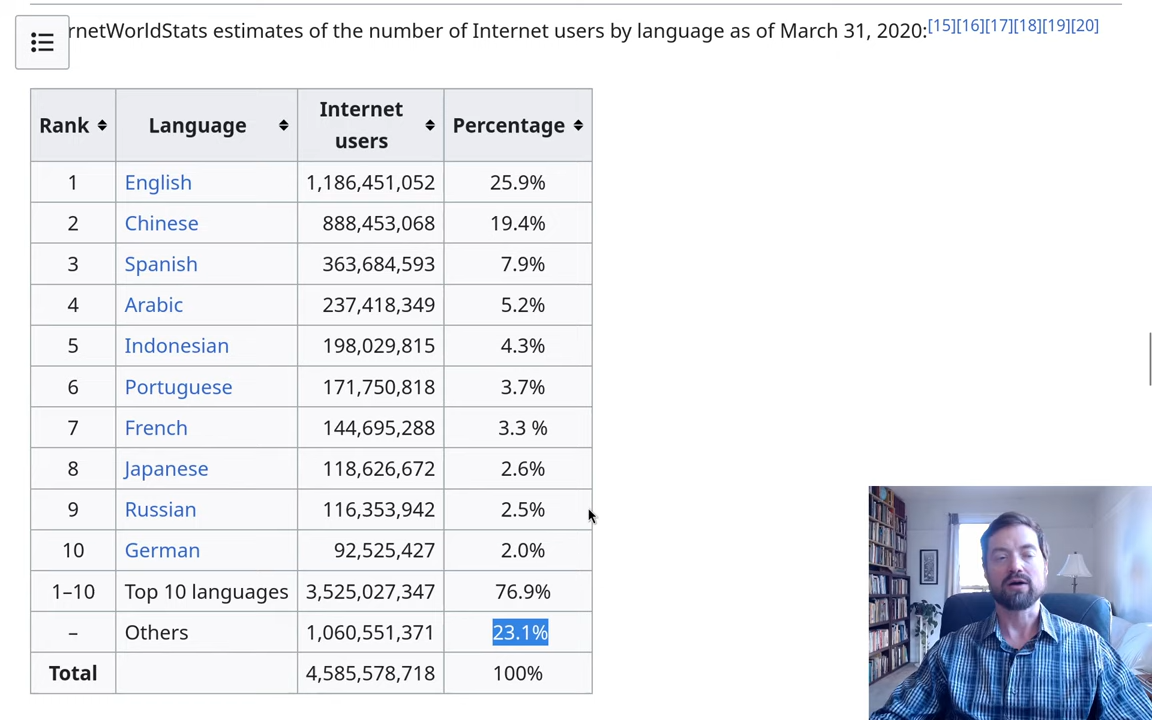 rnetWorldStats estimates of the number of Internet users by language as of March 31, 2020:[15][16][17][18][19][20]
Rank Language Internet users Percentage
1 English 1,186,451,052 25.9%
2 Chinese 888,453,068 19.4%
3 Spanish 363,684,593 7.9%
4 Arabic 237,418,349 5.2%
5 Indonesian 198,029,815 4.3%
6 Portuguese 171,750,818 3.7%
7 French 144,695,288 3.3 %
8 Japanese 118,626,672 2.6%
9 Russian 116,353,942 2.5%
10 German 92,525,427 2.0%
1–10 Top 10 languages 3,525,027,347 76.9%
– Others 1,060,551,371 23.1%
Total 4,585,578,718 100%